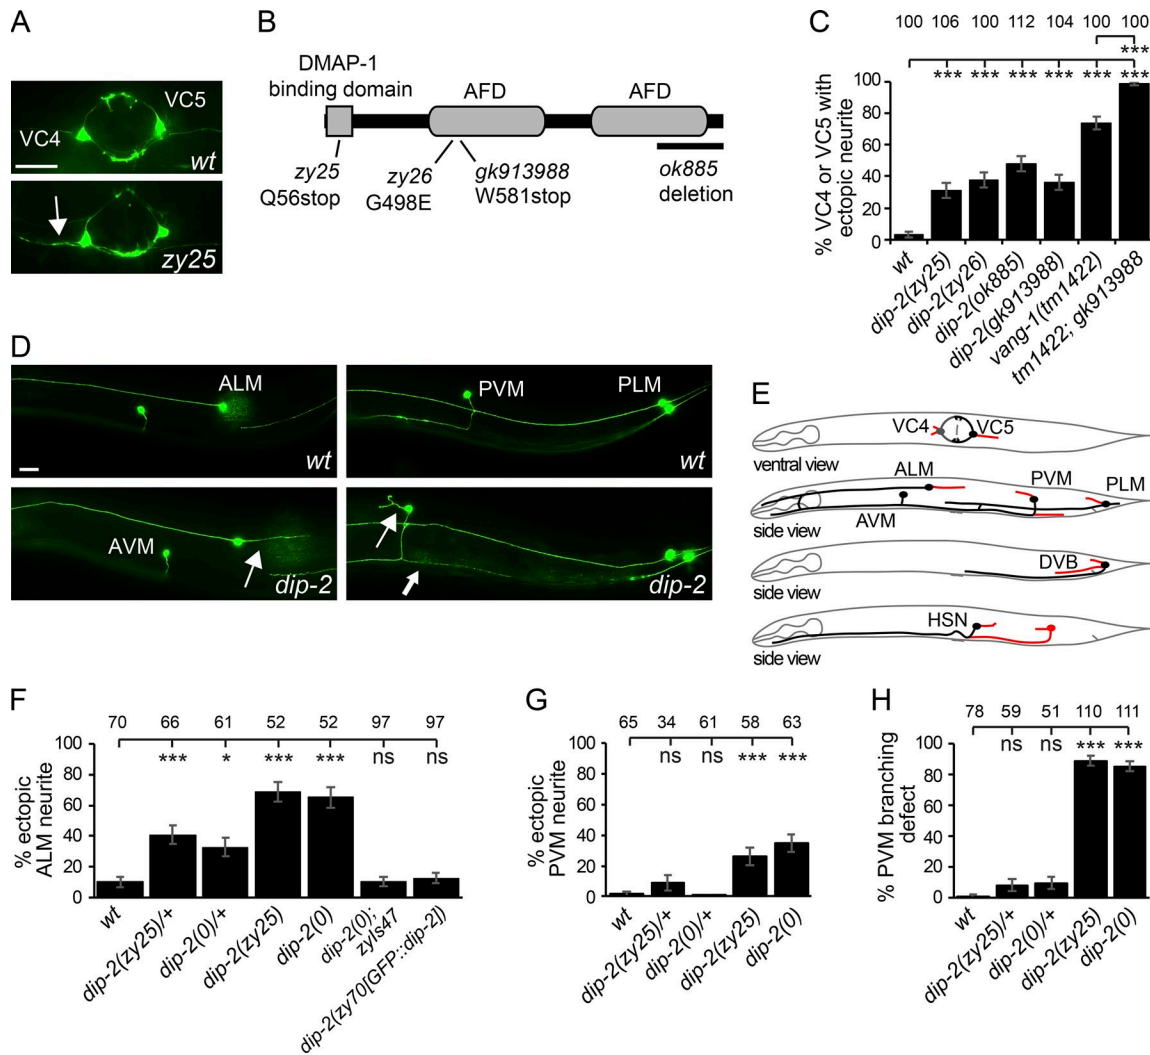 A
VC5
VC4
wt
zy25
B
DMAP-1
binding domain
AFD
AFD
zy25
Q56stop
zy26
G498E
gk913988
W581stop
ok885
deletion
C
100 106 100 112 104 100 100
***
*** *** *** *** *** ***
% VC4 or VC5 with
ectopic neurite
100
80
60
40
20
0
wt
dip-2(zy25)
dip-2(zy26)
dip-2(ok885)
dip-2(gk913988)
vang-1(tm1422)
tm1422; gk913988
D
ALM
wt
PVM
PLM
wt
AVM
dip-2
dip-2
E
VC4
VC5
ventral view
ALM
PVM
PLM
AVM
side view
DVB
side view
HSN
side view
F
70 66 61 52 52 97 97
*** * *** *** ns ns
% ectopic
ALM neurite
100
80
60
40
20
0
wt
dip-2(zy25)/+
dip-2(0)/+
dip-2(zy25)
dip-2(0)
dip-2(0);
zyIs47
dip-2(zy70[GFP::dip-2])
G
65 34 61 58 63
ns ns *** ***
% ectopic
PVM neurite
100
80
60
40
20
0
wt
dip-2(zy25)/+
dip-2(0)/+
dip-2(zy25)
dip-2(0)
H
78 59 51 110 111
ns ns *** ***
% PVM branching
defect
100
80
60
40
20
0
wt
dip-2(zy25)/+
dip-2(0)/+
dip-2(zy25)
dip-2(0)